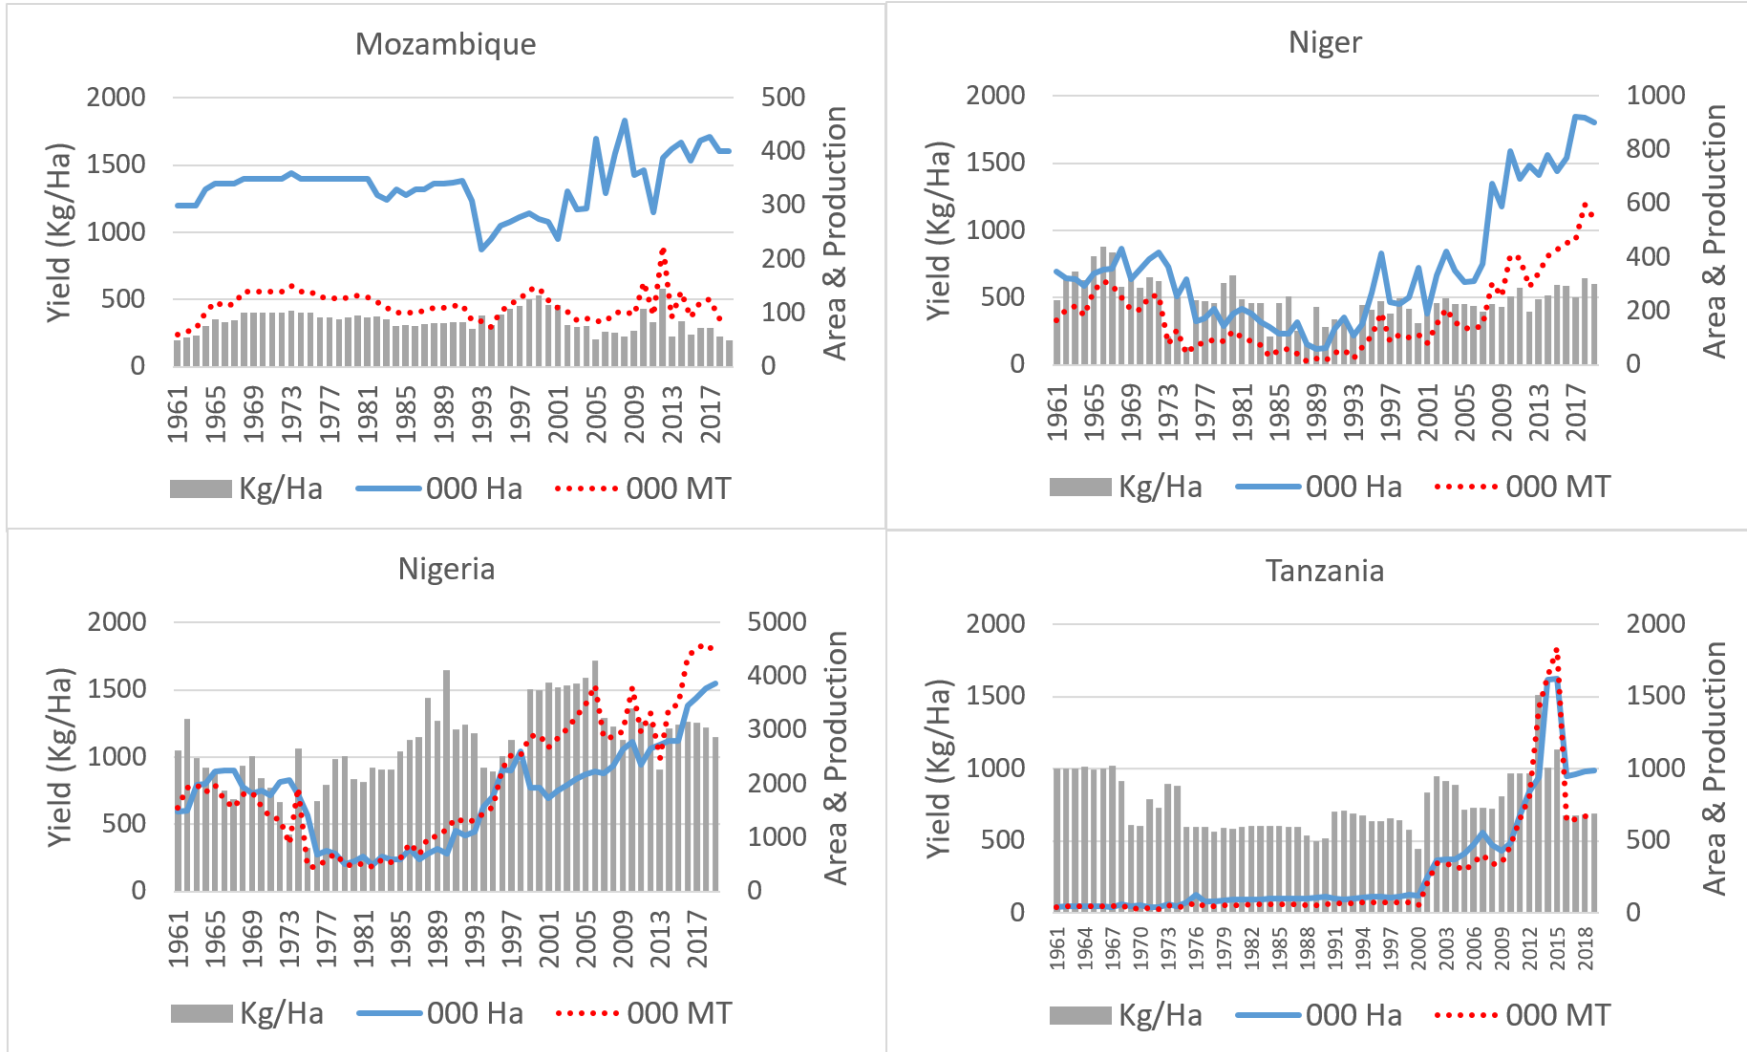 Mozambique
Yield (Kg/Ha)
2000 1500 1000 500 0
500 400 300 200 100 0
Area & Production
1961 1965 1969 1973 1977 1981 1985 1989 1993 1997 2001 2005 2009 2013 2017
Kg/Ha 000 Ha 000 MT
Niger
Yield (Kg/Ha)
2000 1500 1000 500 0
1000 800 600 400 200 0
Area & Production
1961 1965 1969 1973 1977 1981 1985 1989 1993 1997 2001 2005 2009 2013 2017
Kg/Ha 000 Ha 000 MT
Nigeria
Yield (Kg/Ha)
2000 1500 1000 500 0
5000 4000 3000 2000 1000 0
Area & Production
1961 1965 1969 1973 1977 1981 1985 1989 1993 1997 2001 2005 2009 2013 2017
Kg/Ha 000 Ha 000 MT
Tanzania
Yield (Kg/Ha)
2000 1500 1000 500 0
2000 1500 1000 500 0
Area & Production
1961 1964 1967 1970 1973 1976 1979 1982 1985 1988 1991 1994 1997 2000 2003 2006 2009 2012 2015 2018
Kg/Ha 000 Ha 000 MT